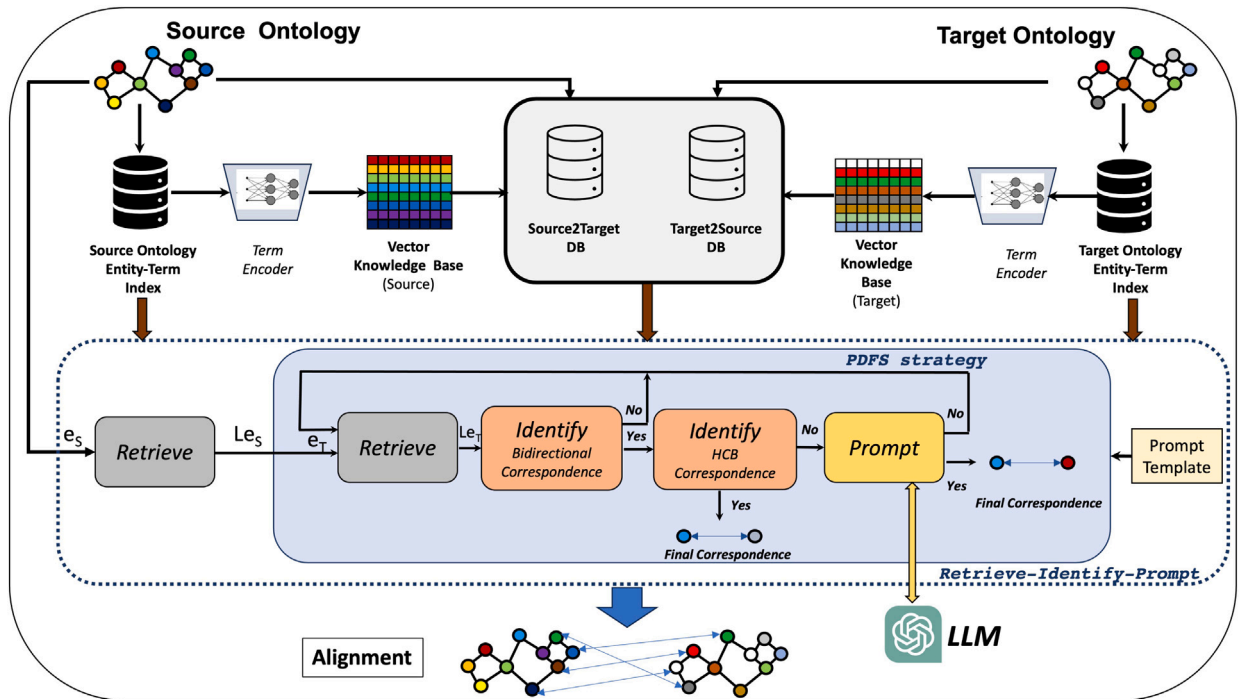 Source Ontology
Target Ontology
Source2Target
DB
Target2Source
DB
Source Ontology
Entity-Term
Index
Term
Encoder
Vector
Knowledge Base
(Source)
Vector
Knowledge
Base
(Target)
Term
Encoder
Target Ontology
Entity-Term
Index
PDFS strategy
eS
Retrieve
LeS
eT
Retrieve
LeT
Identify
Bidirectional
Correspondence
No
Yes
Identify
HCB
Correspondence
No
Prompt
No
Yes
Final Correspondence
Yes
Final Correspondence
Prompt
Template
Retrieve-Identify-Prompt
LLM
Alignment